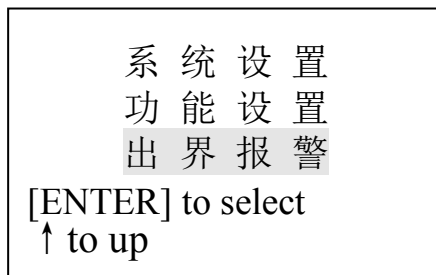 系 统 设 置
功 能 设 置
出 界 报 警
[ENTER] to select
↑ to up